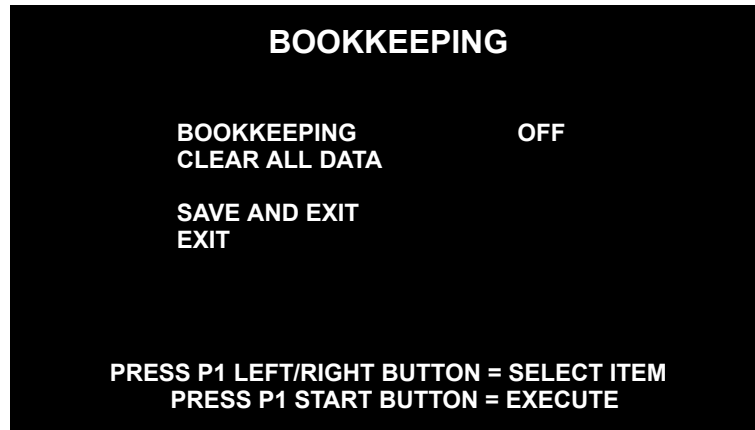 BOOKKEEPING
BOOKKEEPING OFF
CLEAR ALL DATA
SAVE AND EXIT
EXIT
PRESS P1 LEFT/RIGHT BUTTON = SELECT ITEM
PRESS P1 START BUTTON = EXECUTE